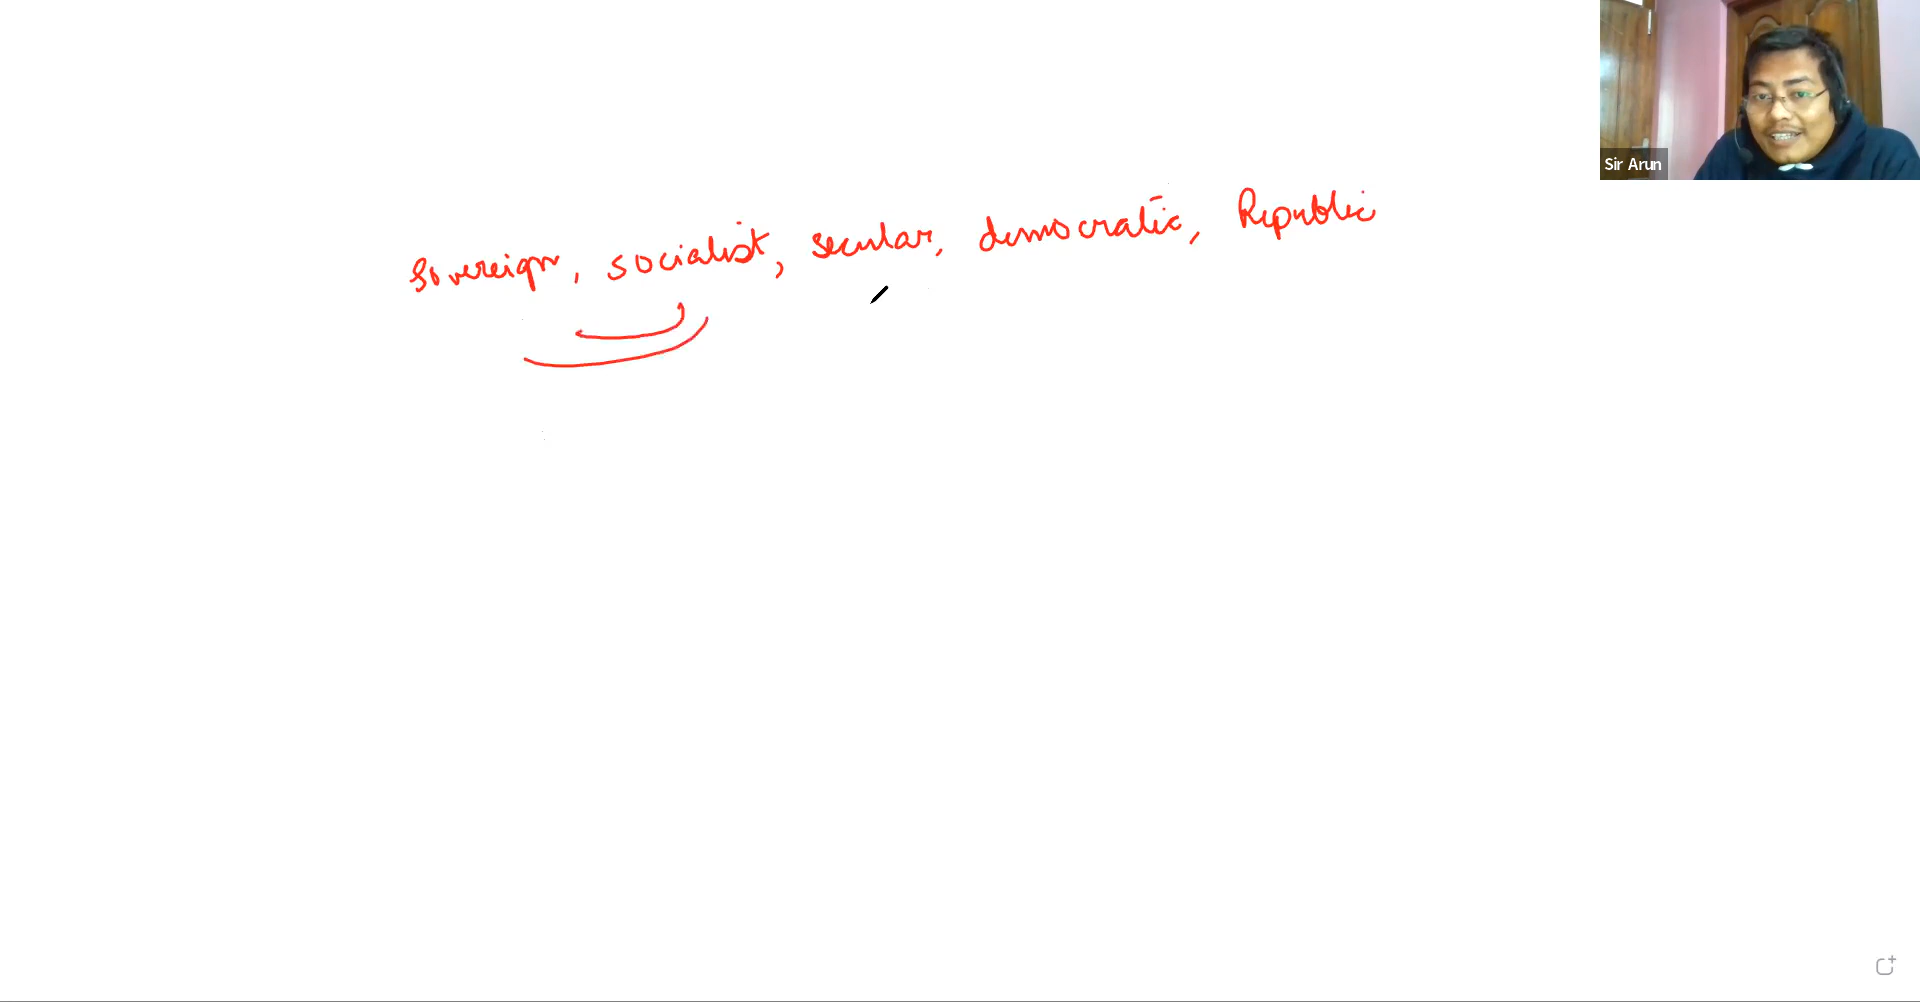 Sir Arun
Sovereign, socialist, secular, democratic, Republic